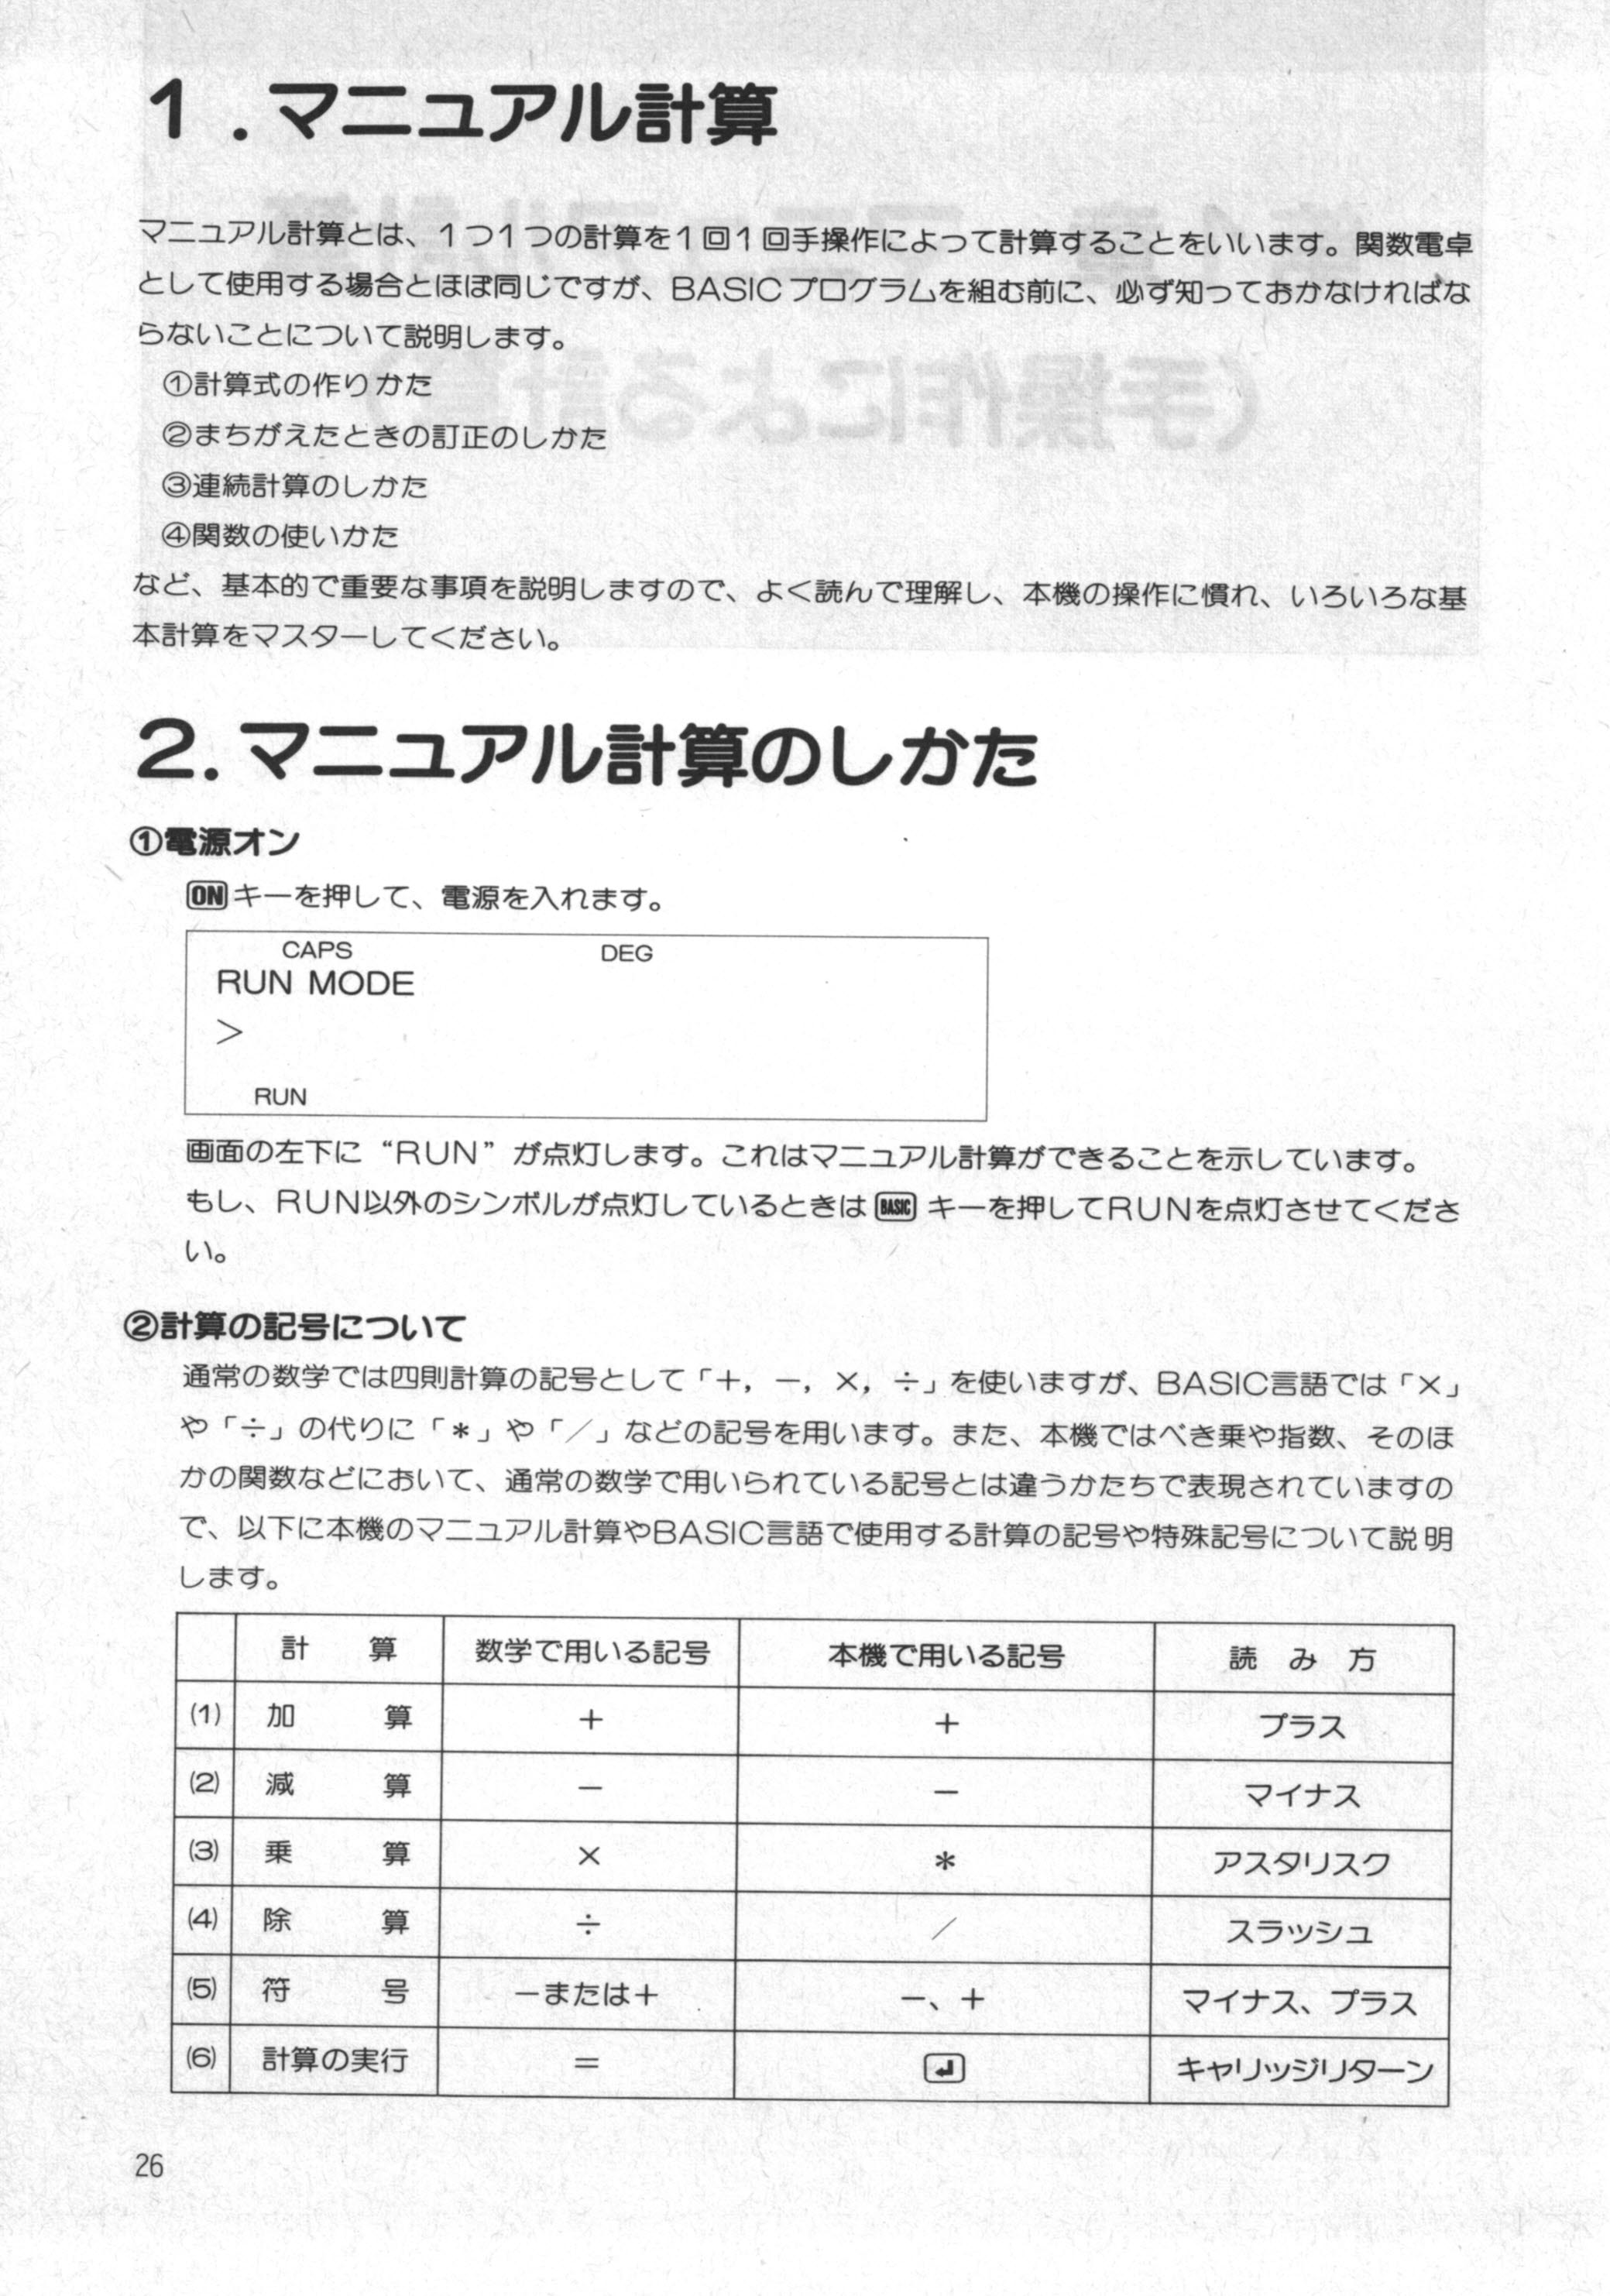 1．マニュアル計算
マニュアル計算とは、1つ1つの計算を1回1回手操作によって計算することをいいます。関数電卓
として使用する場合とほぼ同じですが、BASICプログラムを組む前に、必ず知っておかなければな
らないことについて説明します。
①計算式の作りかた
②まちがえたときの訂正のしかた
③連続計算のしかた
④関数の使いかた
など、基本的で重要な事項を説明しますので、よく読んで理解し、本機の操作に慣れ、いろいろな基
本計算をマスターしてください。
2．マニュアル計算のしかた
①電源オン
ONキーを押して、電源を入れます。
CAPS DEG
RUN MODE
＞
RUN
画面の左下に“RUN”が点灯します。これはマニュアル計算ができることを示しています。
もし、RUN以外のシンボルが点灯しているときはBASICキーを押してRUNを点灯させてくださ
い。
②計算の記号について
通常の数学では四則計算の記号として「＋，－，×，÷」を使いますが、BASIC言語では「×」
や「÷」の代りに「＊」や「／」などの記号を用います。また、本機ではべき乗や指数、そのほ
かの関数などにおいて、通常の数学で用いられている記号とは違うかたちで表現されていますの
で、以下に本機のマニュアル計算やBASIC言語で使用する計算の記号や特殊記号について説明
します。
計算 数学で用いる記号 本機で用いる記号 読み方
(1) 加算 ＋ ＋ プラス
(2) 減算 － － マイナス
(3) 乗算 × ＊ アスタリスク
(4) 除算 ÷ ／ スラッシュ
(5) 符号 －または＋ －、＋ マイナス、プラス
(6) 計算の実行 ＝ ↵ キャリッジリターン
26